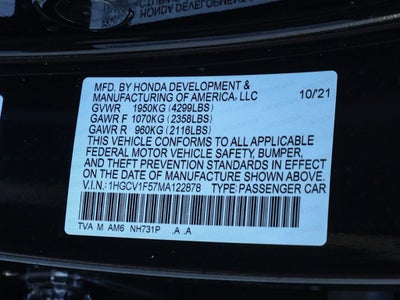 MFD. BY HONDA DEVELOPMENT &
MANUFACTURING OF AMERICA, LLC 10/21
GVWR 1950KG (4299LBS)
GAWR F 1070KG (2358LBS)
GAWR R 960KG (2116LBS)
THIS VEHICLE CONFORMS TO ALL APPLICABLE
FEDERAL MOTOR VEHICLE SAFETY, BUMPER,
AND THEFT PREVENTION STANDARDS IN EFFECT
ON THE DATE OF MANUFACTURE SHOWN ABOVE.
V.I.N.: 1HGCV1F57MA122878 TYPE:PASSENGER CAR
TVA M AM6 NH731P .A .A